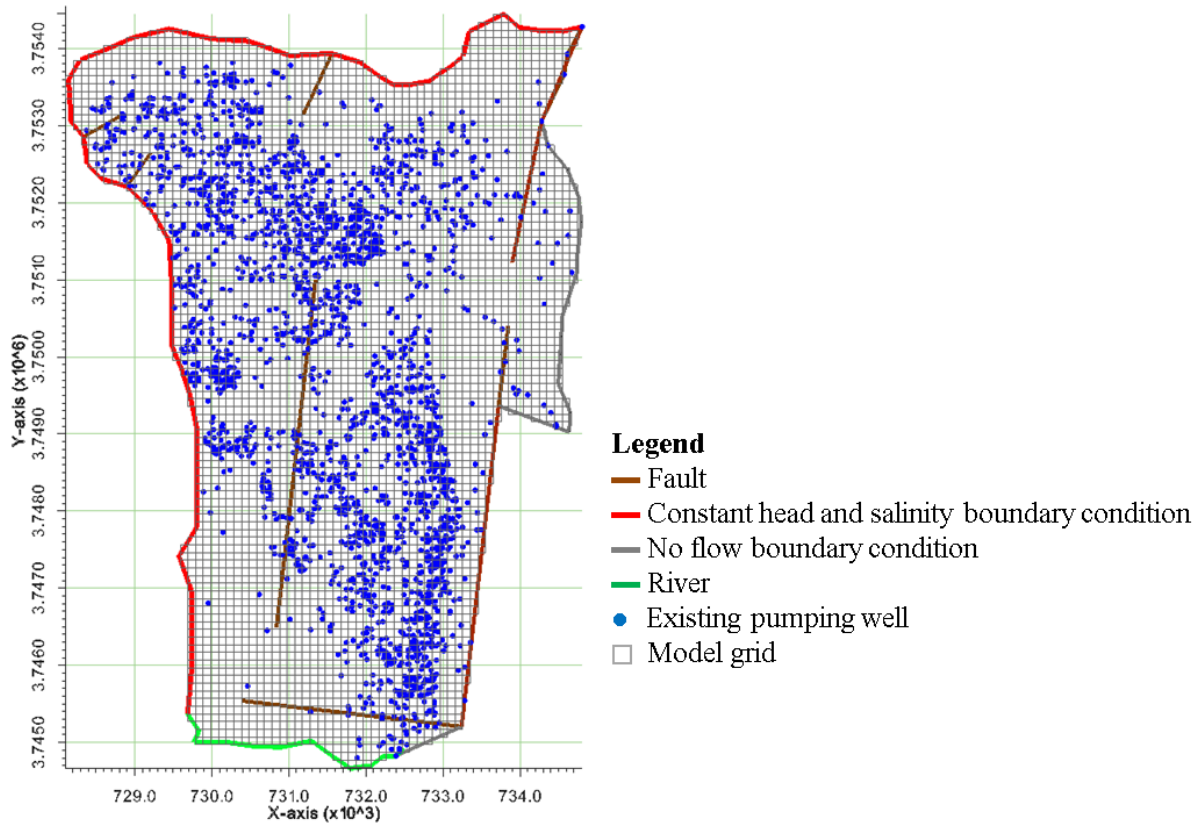 3.7540
3.7530
3.7520
3.7510
3.7500
3.7490
3.7480
3.7470
3.7460
3.7450
Y-axis (x10^6)
729.0 730.0 731.0 732.0 733.0 734.0
X-axis (x10^3)
Legend
Fault
Constant head and salinity boundary condition
No flow boundary condition
River
Existing pumping well
Model grid